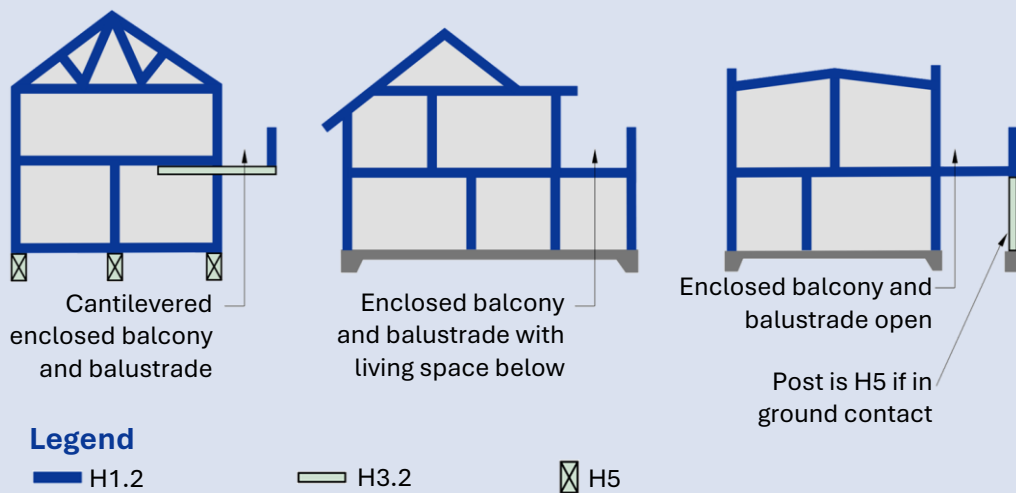 Cantilevered
enclosed balcony
and balustrade
Enclosed balcony
and balustrade with
living space below
Enclosed balcony and
balustrade open
Post is H5 if in
ground contact
Legend
H1.2
H3.2
H5